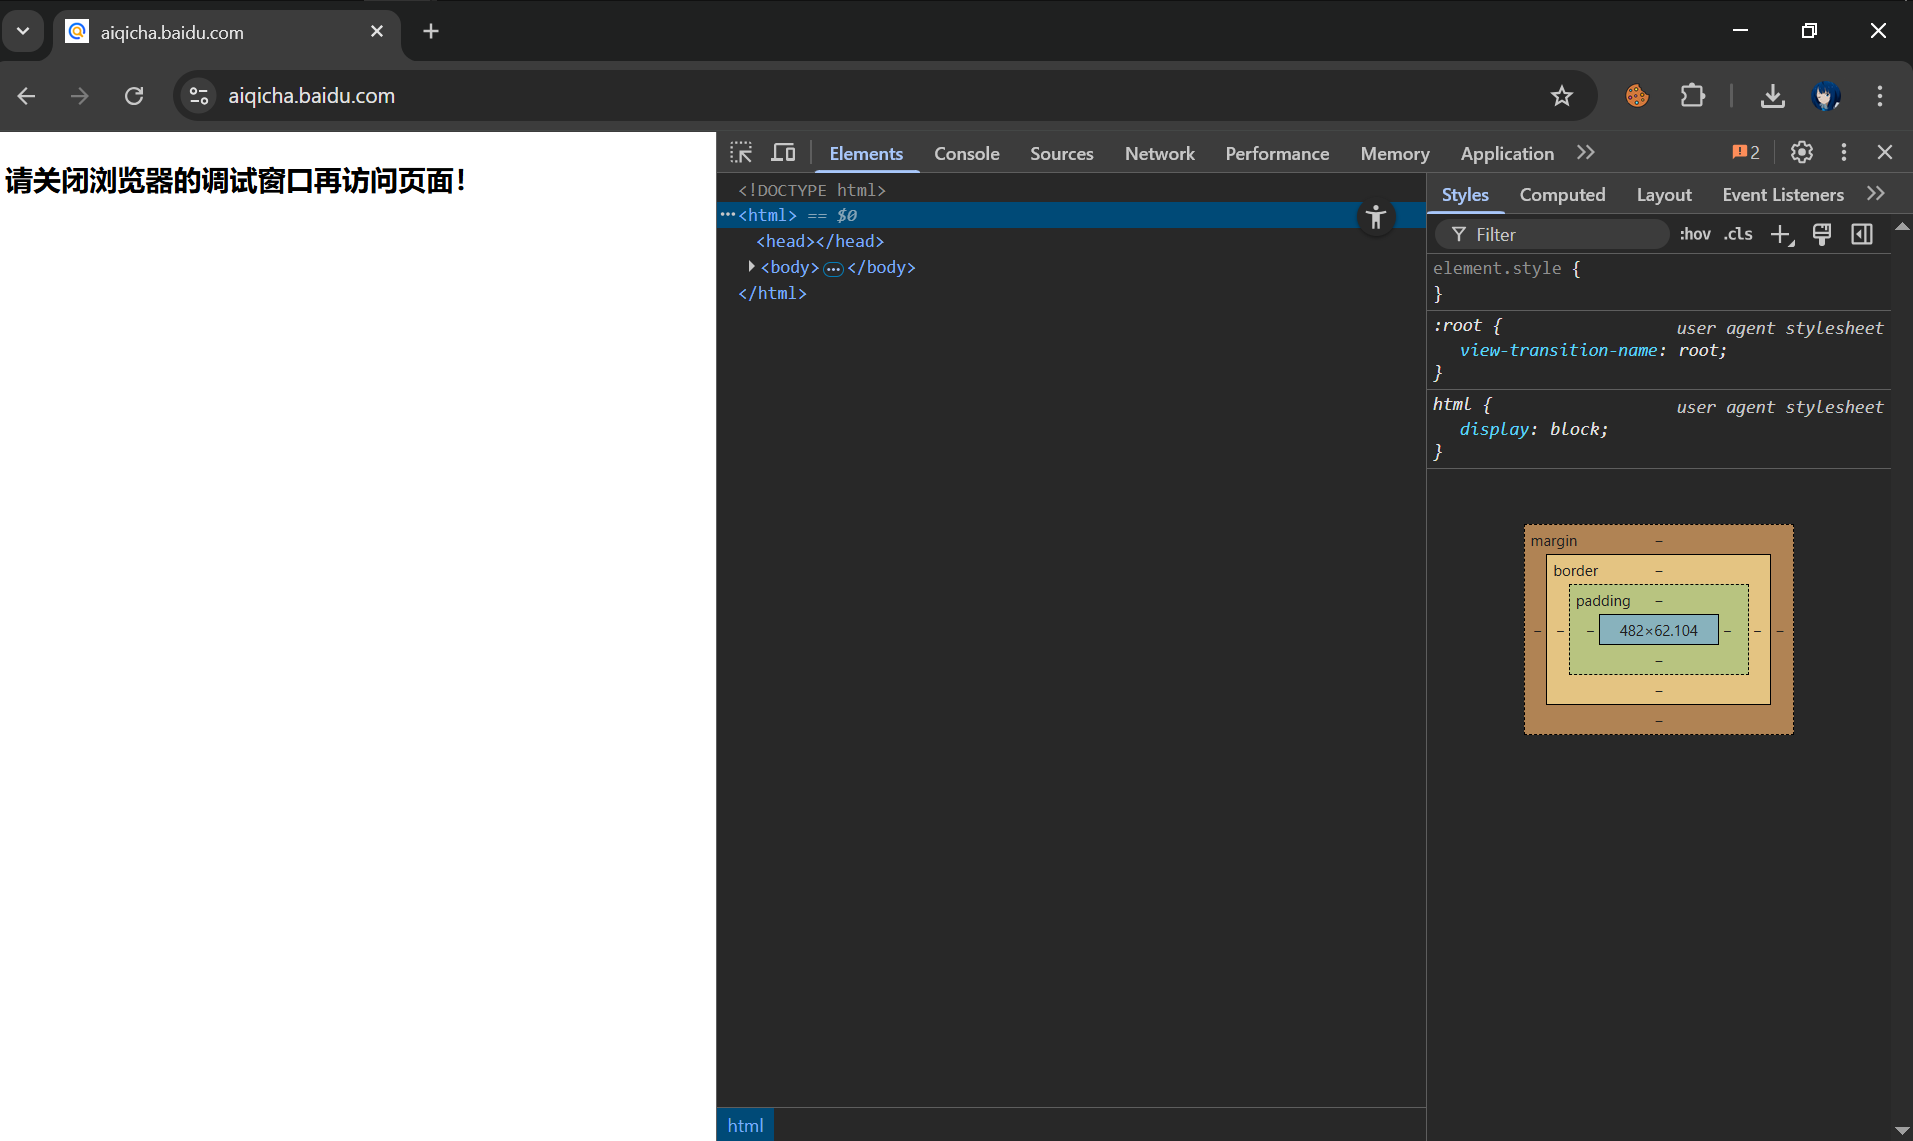 aiqicha.baidu.com
aiqicha.baidu.com
请关闭浏览器的调试窗口再访问页面！
Elements Console Sources Network Performance Memory Application 2
<!DOCTYPE html>
<html> == $0
<head></head>
<body>…</body>
</html>
html
Styles Computed Layout Event Listeners
Filter :hov .cls
element.style {
}
:root { user agent stylesheet
view-transition-name: root;
}
html { user agent stylesheet
display: block;
}
margin –
border –
padding –
– – – 482×62.104 – – –
–
–
–